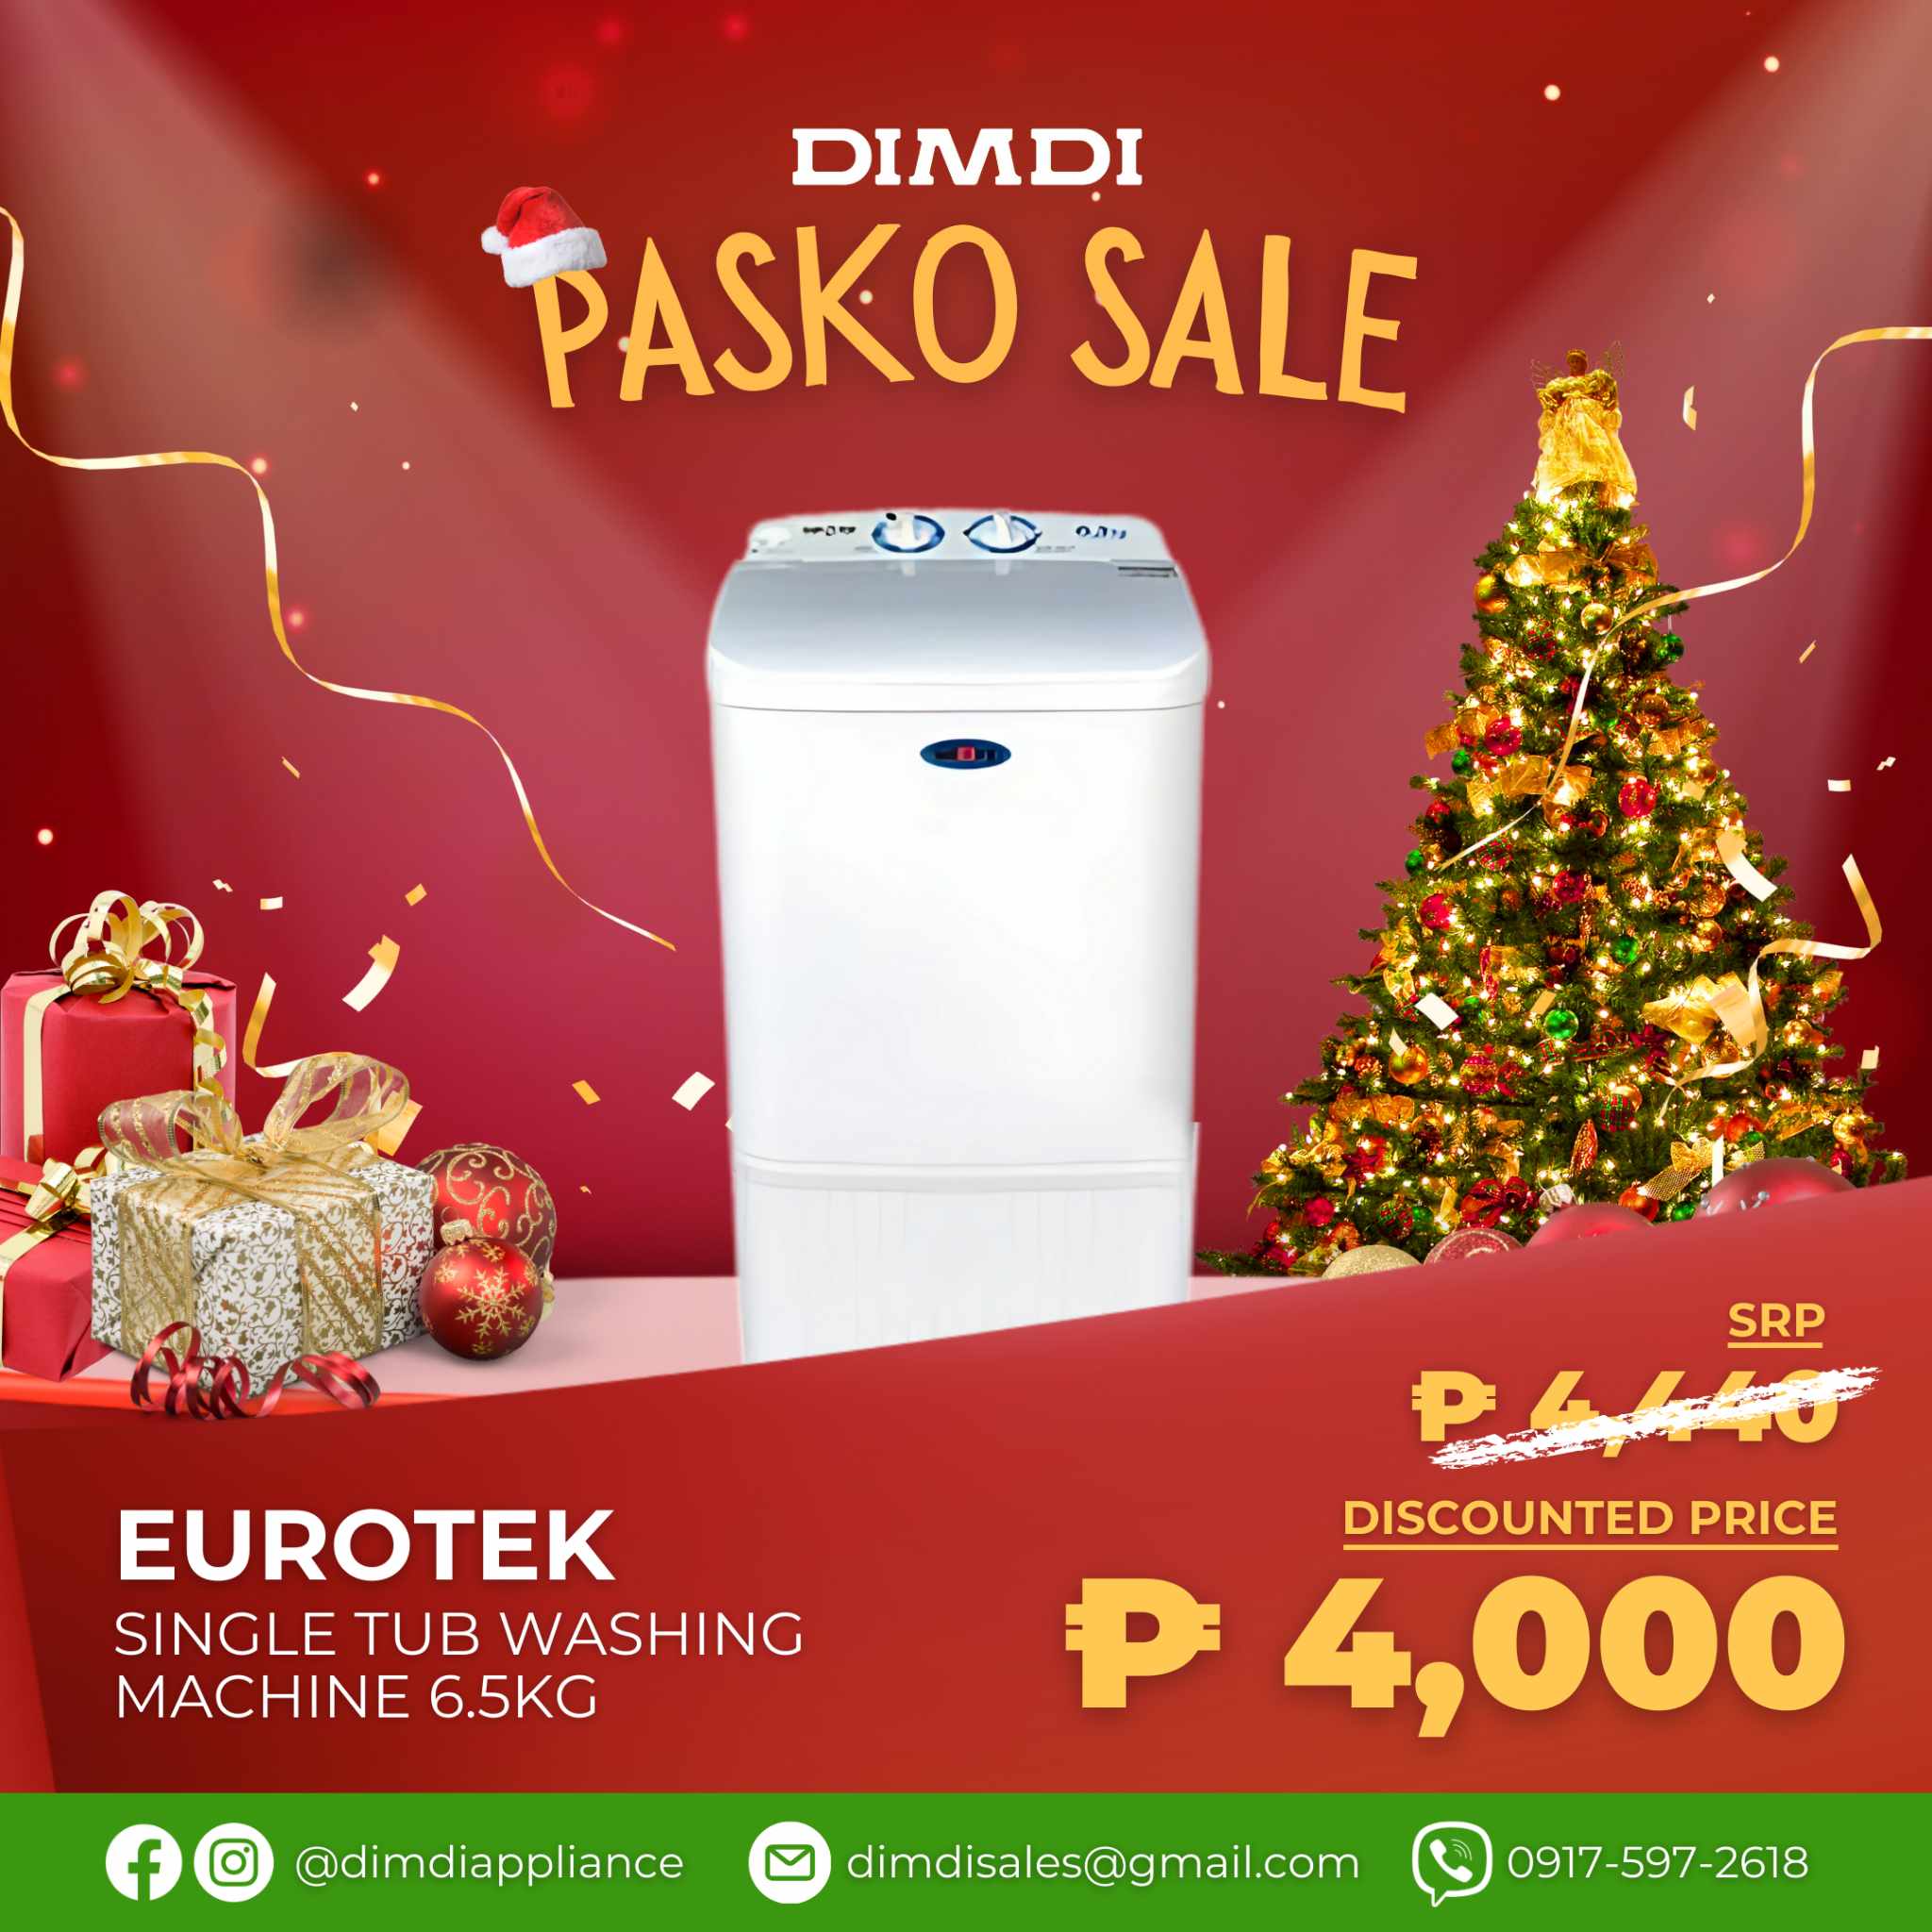 DIMDI
PASKO SALE
SRP
₱ 4,440
DISCOUNTED PRICE
₱ 4,000
EUROTEK
SINGLE TUB WASHING
MACHINE 6.5KG
@dimdiappliance
dimdisales@gmail.com
0917-597-2618